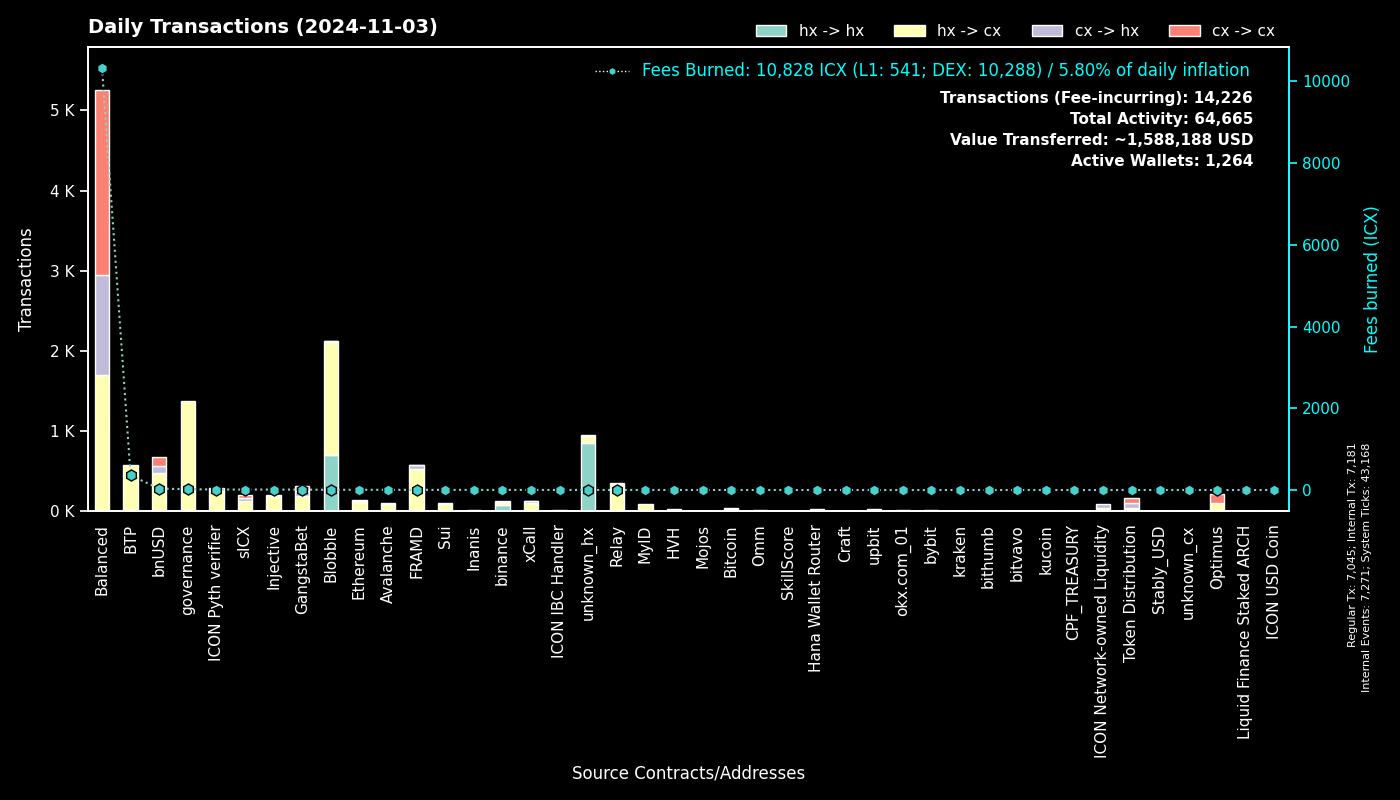 Daily Transactions (2024-11-03)
hx -> hx
hx -> cx
cx -> hx
cx -> cx
Fees Burned: 10,828 ICX (L1: 541; DEX: 10,288) / 5.80% of daily inflation
Transactions (Fee-incurring): 14,226
Total Activity: 64,665
Value Transferred: ~1,588,188 USD
Active Wallets: 1,264
Transactions
5 K
4 K
3 K
2 K
1 K
0 K
10000
8000
6000
4000
2000
0
Fees burned (ICX)
Balanced
BTP
bnUSD
governance
ICON Pyth verifier
sICX
Injective
GangstaBet
Blobble
Ethereum
Avalanche
FRAMD
Sui
Inanis
binance
xCall
ICON IBC Handler
unknown_hx
Relay
MyID
HVH
Mojos
Bitcoin
Omm
SkillScore
Hana Wallet Router
Craft
upbit
okx.com_01
bybit
kraken
bithumb
bitvavo
kucoin
CPF_TREASURY
ICON Network-owned Liquidity
Token Distribution
Stably_USD
unknown_cx
Optimus
Liquid Finance Staked ARCH
ICON USD Coin
Source Contracts/Addresses
Regular Tx: 7,045; Internal Tx: 7,181
Internal Events: 7,271; System Ticks: 43,168